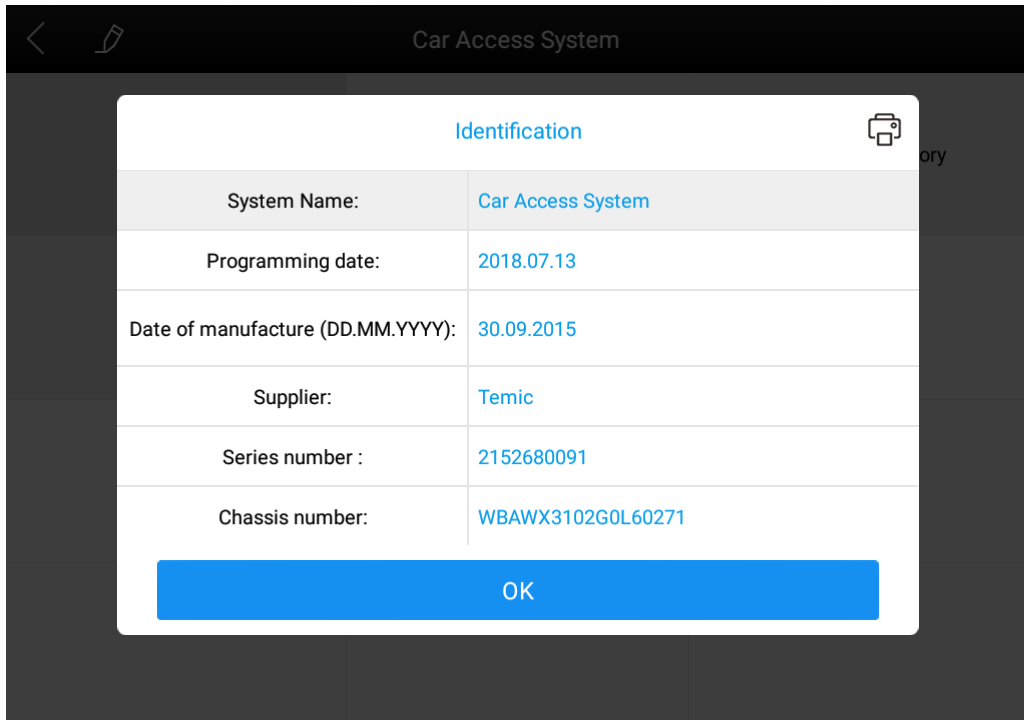 Car Access System
Identification
ory
System Name: Car Access System
Programming date: 2018.07.13
Date of manufacture (DD.MM.YYYY): 30.09.2015
Supplier: Temic
Series number : 2152680091
Chassis number: WBAWX3102G0L60271
OK